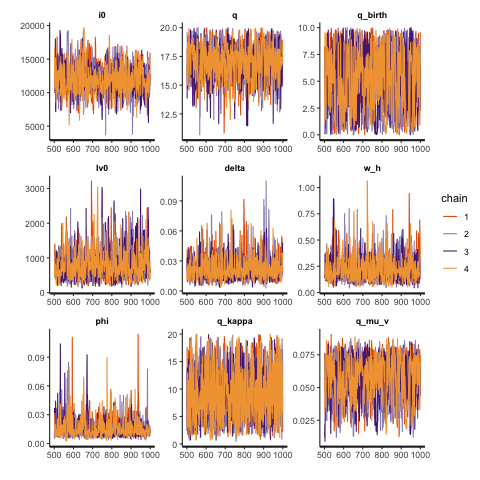 i0
q
q_birth
20000
15000
10000
5000
20.0
17.5
15.0
12.5
10.0
7.5
5.0
2.5
0.0
500 600 700 800 900 1000
500 600 700 800 900 1000
500 600 700 800 900 1000
lv0
delta
w_h
3000
2000
1000
0
0.09
0.06
0.03
0.00
1.00
0.75
0.50
0.25
0.00
500 600 700 800 900 1000
500 600 700 800 900 1000
500 600 700 800 900 1000
phi
q_kappa
q_mu_v
0.09
0.06
0.03
0.00
20
15
10
5
0
0.075
0.050
0.025
500 600 700 800 900 1000
500 600 700 800 900 1000
500 600 700 800 900 1000
chain
1
2
3
4